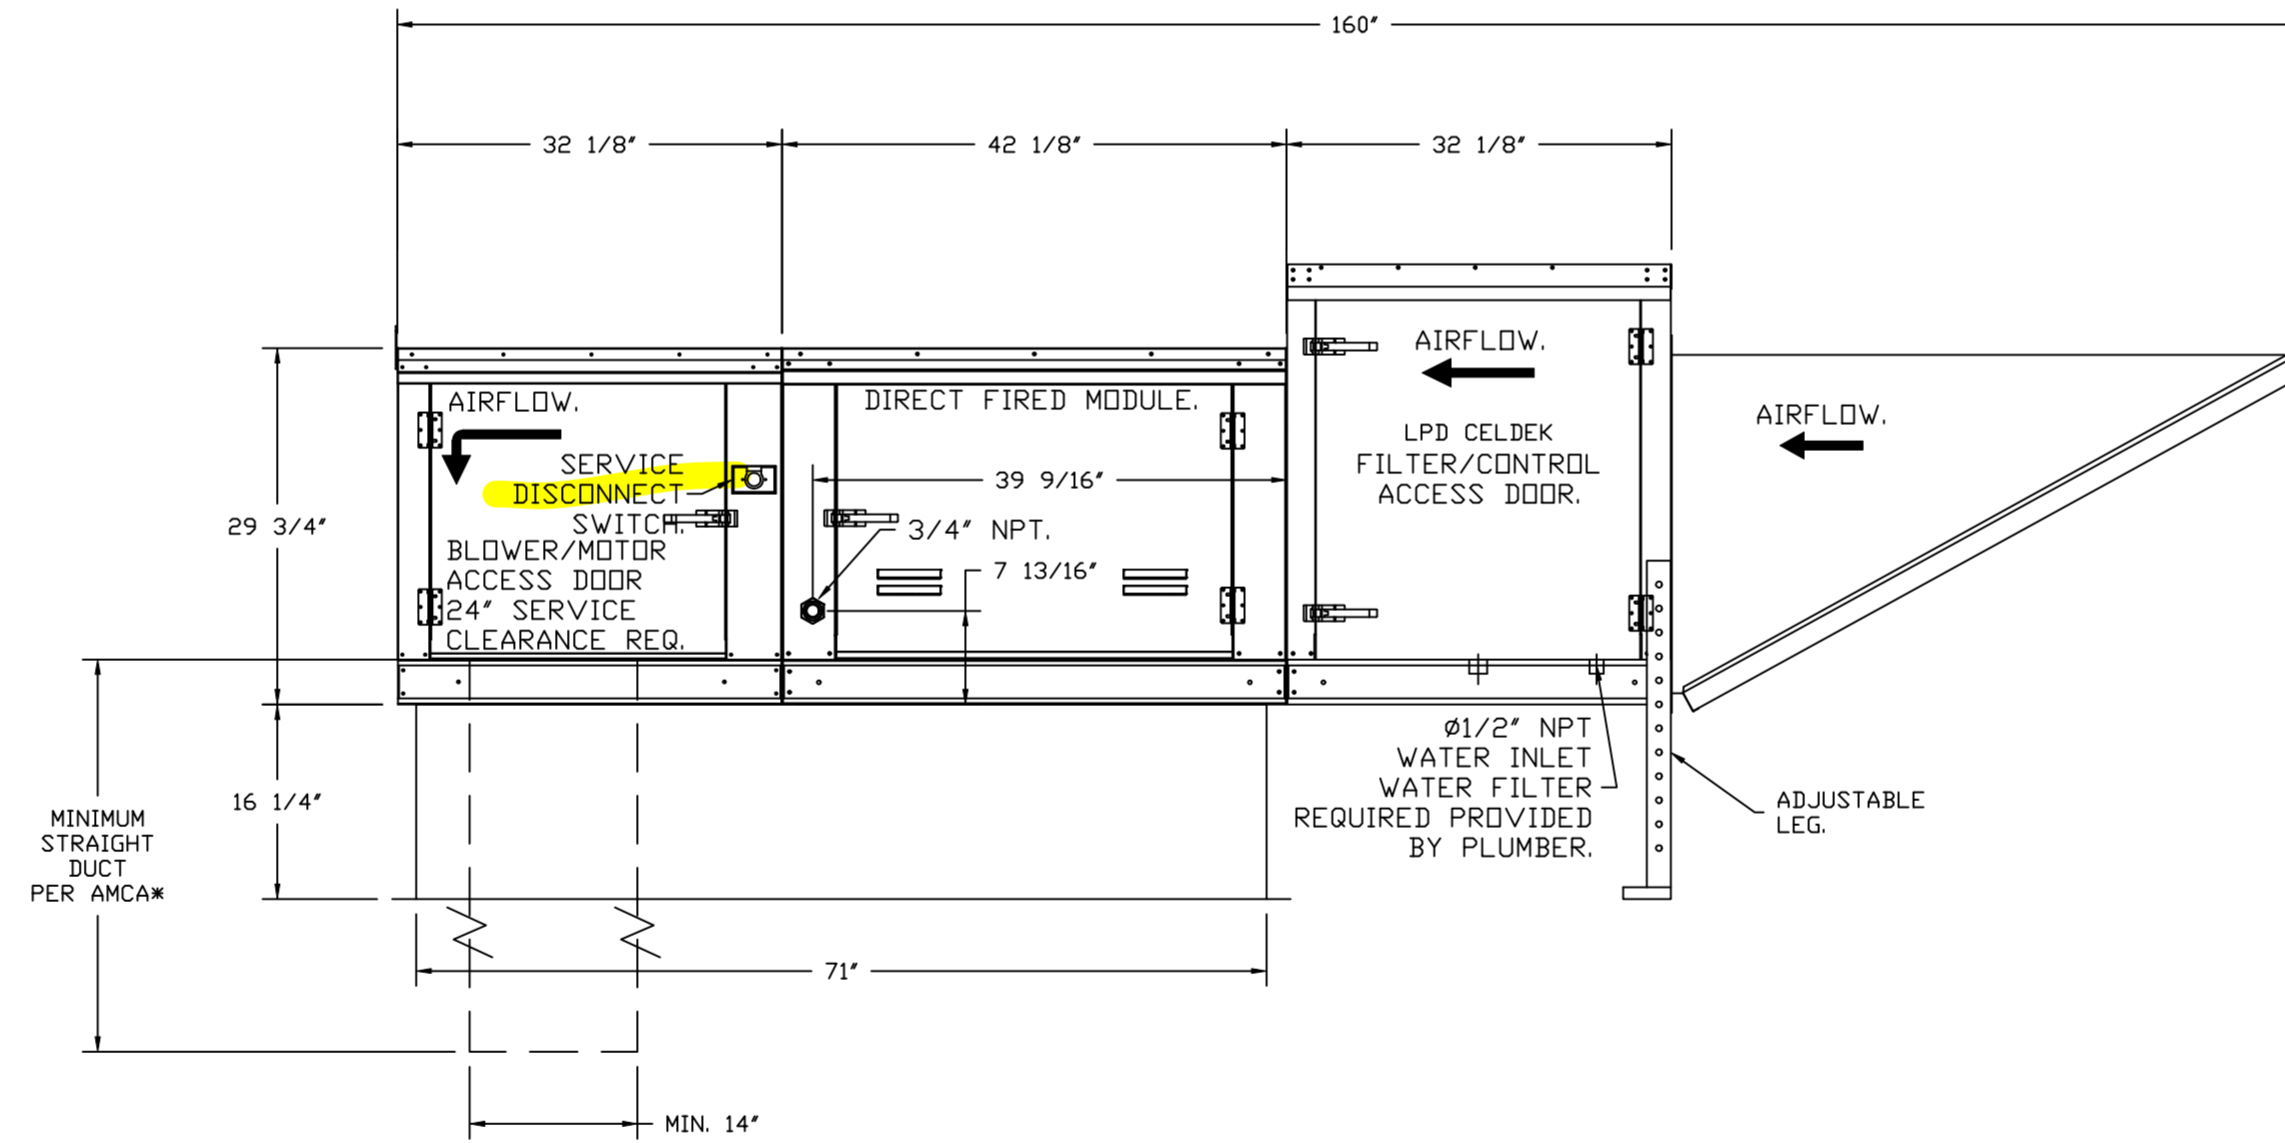 160"
32 1/8"
42 1/8"
32 1/8"
AIRFLOW.
DIRECT FIRED MODULE.
AIRFLOW.
LPD CELDEK
FILTER/CONTROL
ACCESS DOOR.
AIRFLOW.
SERVICE
DISCONNECT
SWITCH.
BLOWER/MOTOR
ACCESS DOOR
24" SERVICE
CLEARANCE REQ.
39 9/16"
3/4" NPT.
7 13/16"
29 3/4"
16 1/4"
MINIMUM
STRAIGHT
DUCT
PER AMCA*
Ø1/2" NPT
WATER INLET
WATER FILTER
REQUIRED PROVIDED
BY PLUMBER.
ADJUSTABLE
LEG.
71"
MIN. 14"